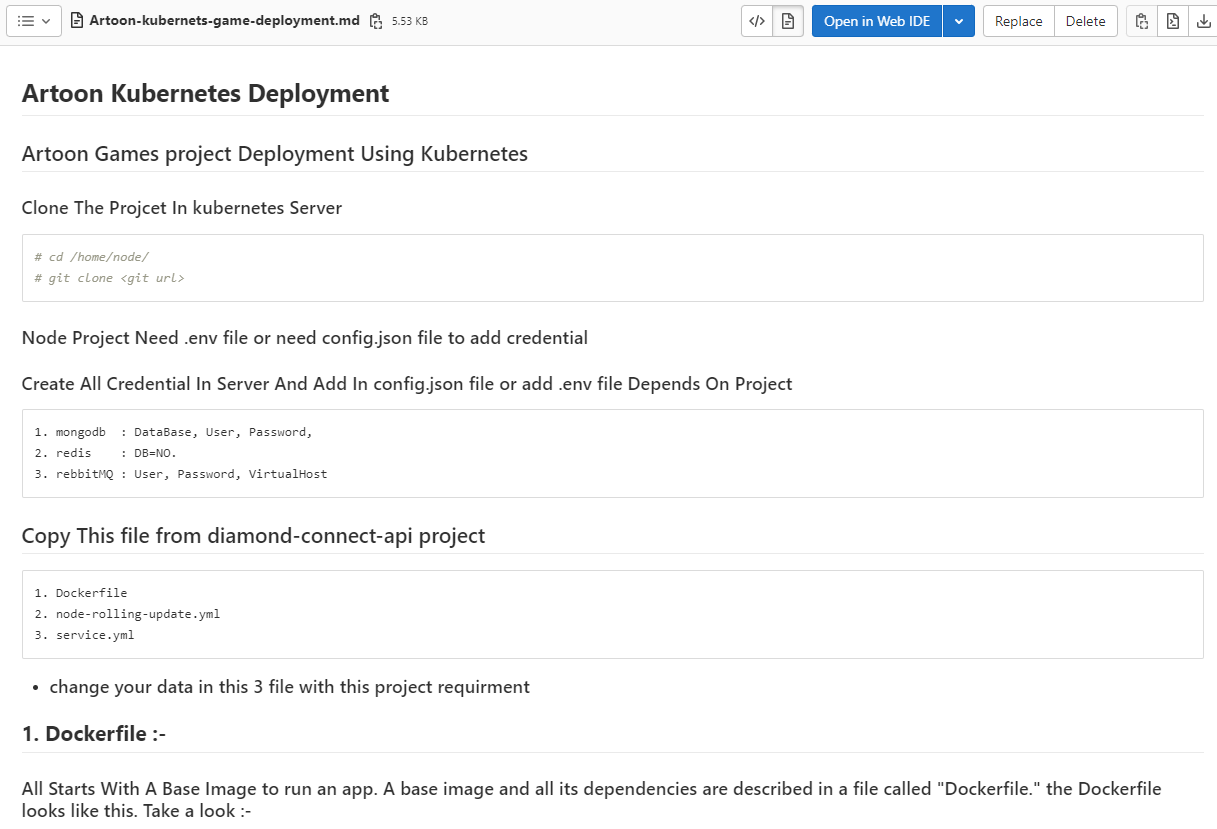 Artoon-kubernets-game-deployment.md 5.53 KB
Open in Web IDE Replace Delete
Artoon Kubernetes Deployment
Artoon Games project Deployment Using Kubernetes
Clone The Projcet In kubernetes Server
# cd /home/node/
# git clone <git url>
Node Project Need .env file or need config.json file to add credential
Create All Credential In Server And Add In config.json file or add .env file Depends On Project
1. mongodb : DataBase, User, Password,
2. redis : DB=NO.
3. rebbitMQ : User, Password, VirtualHost
Copy This file from diamond-connect-api project
1. Dockerfile
2. node-rolling-update.yml
3. service.yml
• change your data in this 3 file with this project requirment
1. Dockerfile :-
All Starts With A Base Image to run an app. A base image and all its dependencies are described in a file called "Dockerfile." the Dockerfile
looks like this. Take a look :-